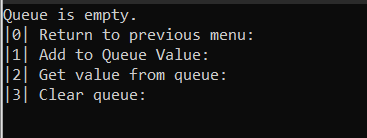 Queue is empty.
|0| Return to previous menu:
|1| Add to Queue Value:
|2| Get value from queue:
|3| Clear queue: